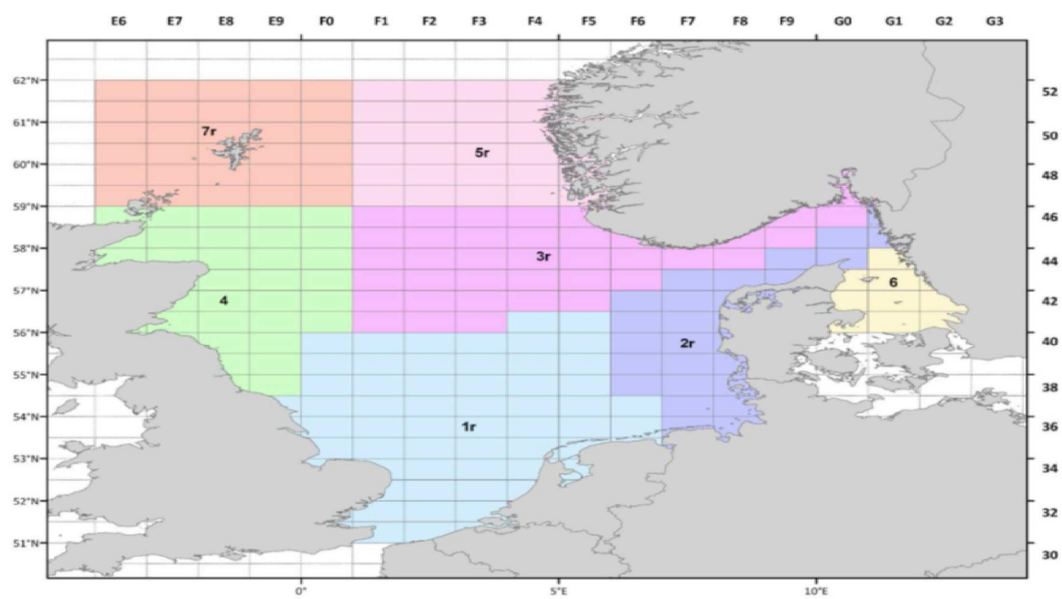 E6 E7 E8 E9 F0 F1 F2 F3 F4 F5 F6 F7 F8 F9 G0 G1 G2 G3
62°N 52
61°N 7r 50
60°N 5r 48
59°N 46
58°N 3r 44
57°N 4 6 42
56°N 2r 40
55°N 38
54°N 1r 36
53°N 34
52°N 32
51°N 30
0° 5°E 10°E